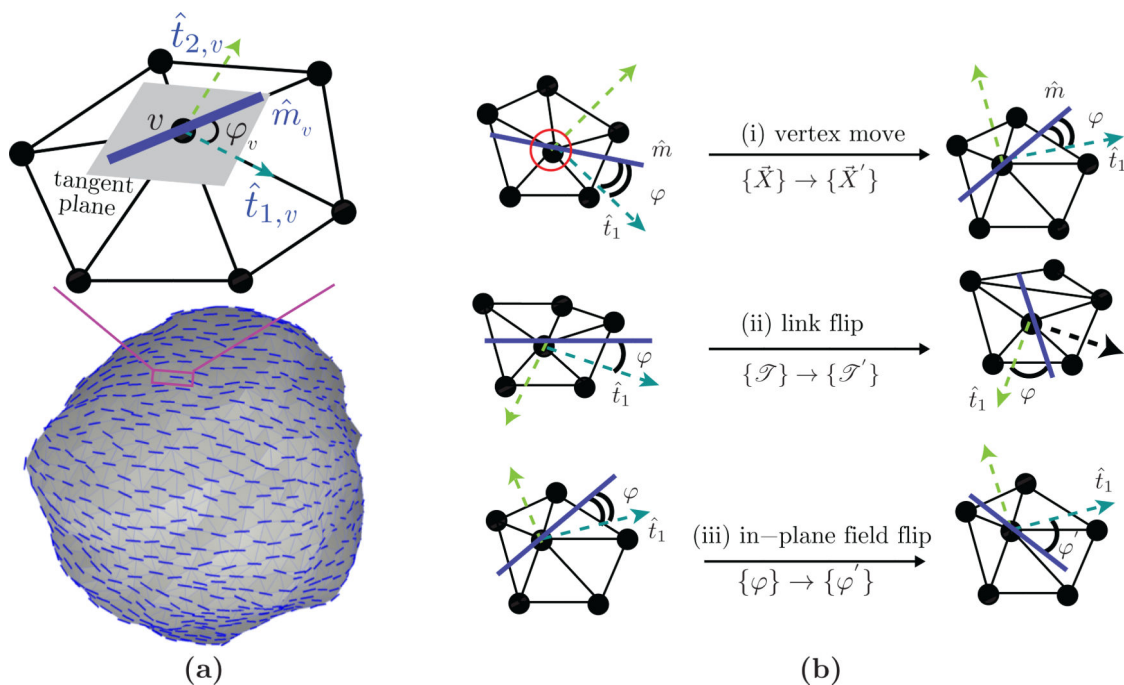 t̂₂,ᵥ
v
m̂ᵥ
φᵥ
tangent
plane
t̂₁,ᵥ
(a)
m̂
φ
t̂₁
(i) vertex move
{X⃗} → {X⃗′}
m̂
φ
t̂₁
φ
t̂₁
(ii) link flip
{𝒯} → {𝒯′}
t̂₁
φ
φ
t̂₁
(iii) in−plane field flip
{φ} → {φ′}
t̂₁
φ′
(b)